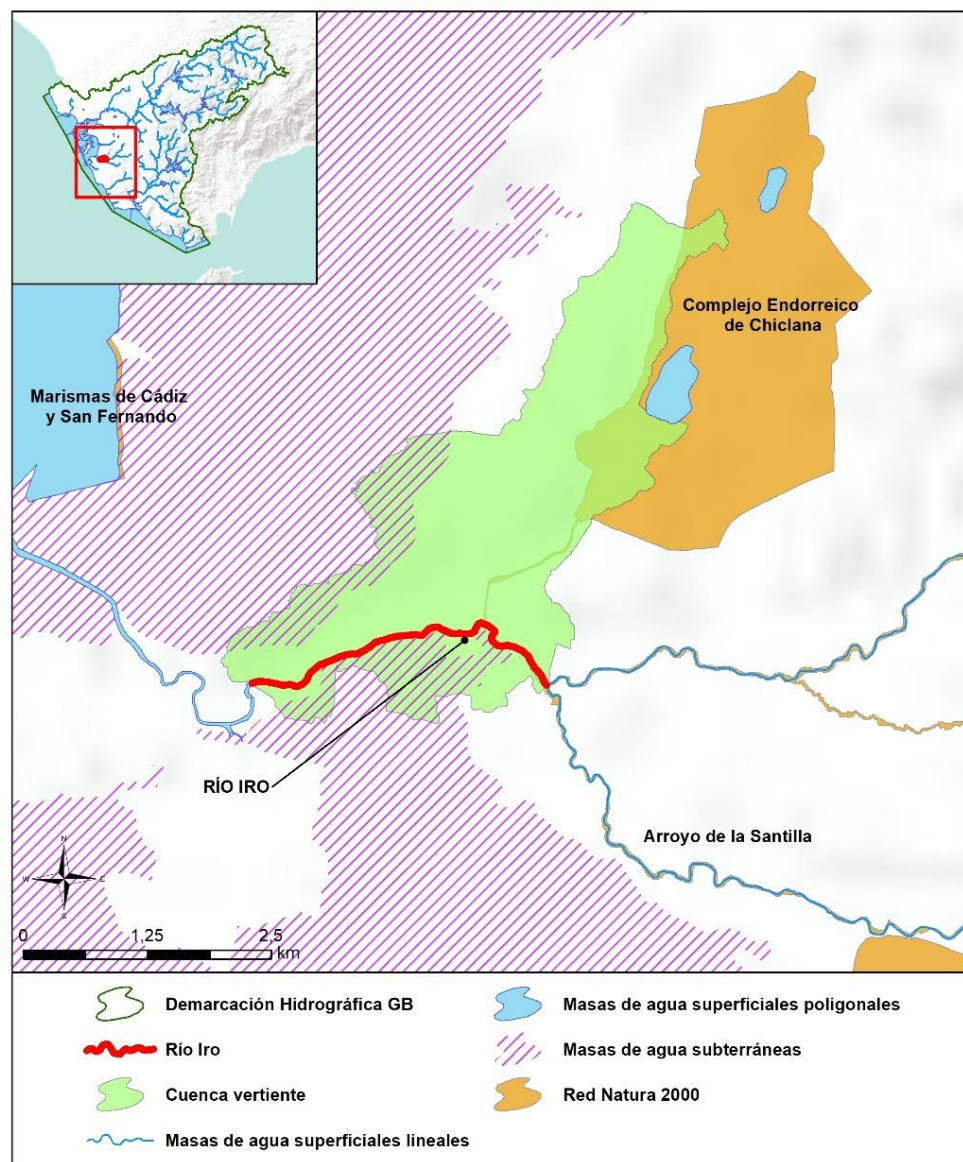 Complejo Endorreico
de Chiclana
Marismas de Cádiz
y San Fernando
RÍO IRO
Arroyo de la Santilla
N
W E
S
0 1,25 2,5
km
Demarcación Hidrográfica GB
Masas de agua superficiales poligonales
Río Iro
Masas de agua subterráneas
Cuenca vertiente
Red Natura 2000
Masas de agua superficiales lineales